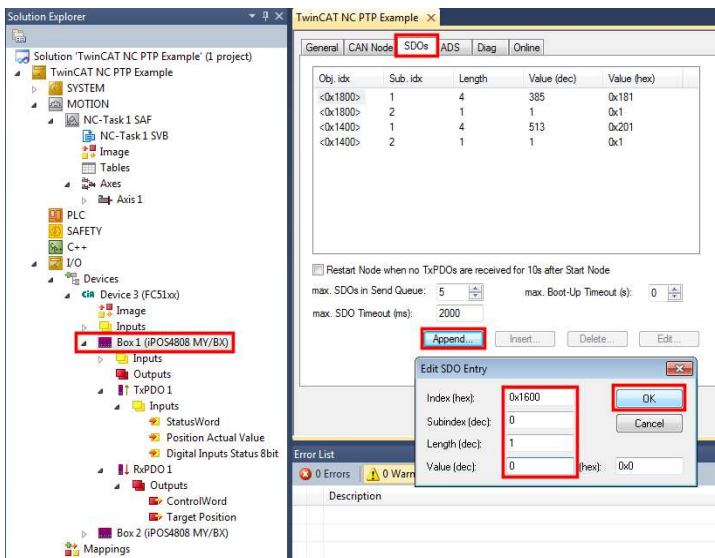 Solution Explorer
Solution 'TwinCAT NC PTP Example' (1 project)
TwinCAT NC PTP Example
SYSTEM
MOTION
NC-Task 1 SAF
NC-Task 1 SVB
Image
Tables
Axes
Axis 1
PLC
SAFETY
C++
I/O
Devices
Device 3 (FC51xx)
Image
Inputs
Box 1 (iPOS4808 MY/BX)
Inputs
Outputs
TxPDO 1
Inputs
StatusWord
Position Actual Value
Digital Inputs Status 8bit
RxPDO 1
Outputs
ControlWord
Target Position
Box 2 (iPOS4808 MY/BX)
Mappings
TwinCAT NC PTP Example
General CAN Node SDOs ADS Diag Online
Obj. idx Sub. idx Length Value (dec) Value (hex)
<0x1800> 1 4 385 0x181
<0x1800> 2 1 1 0x1
<0x1400> 1 4 513 0x201
<0x1400> 2 1 1 0x1
Restart Node when no TxPDOs are received for 10s after Start Node
max. SDOs in Send Queue: 5 max. Boot-Up Timeout (s): 0
max. SDO Timeout (ms): 2000
Append... Insert... Delete... Edit...
Edit SDO Entry
Index (hex): 0x1600 OK
Subindex (dec): 0 Cancel
Length (dec): 1
Value (dec): 0 (hex): 0x0
Error List
0 Errors 0 Warn
Description